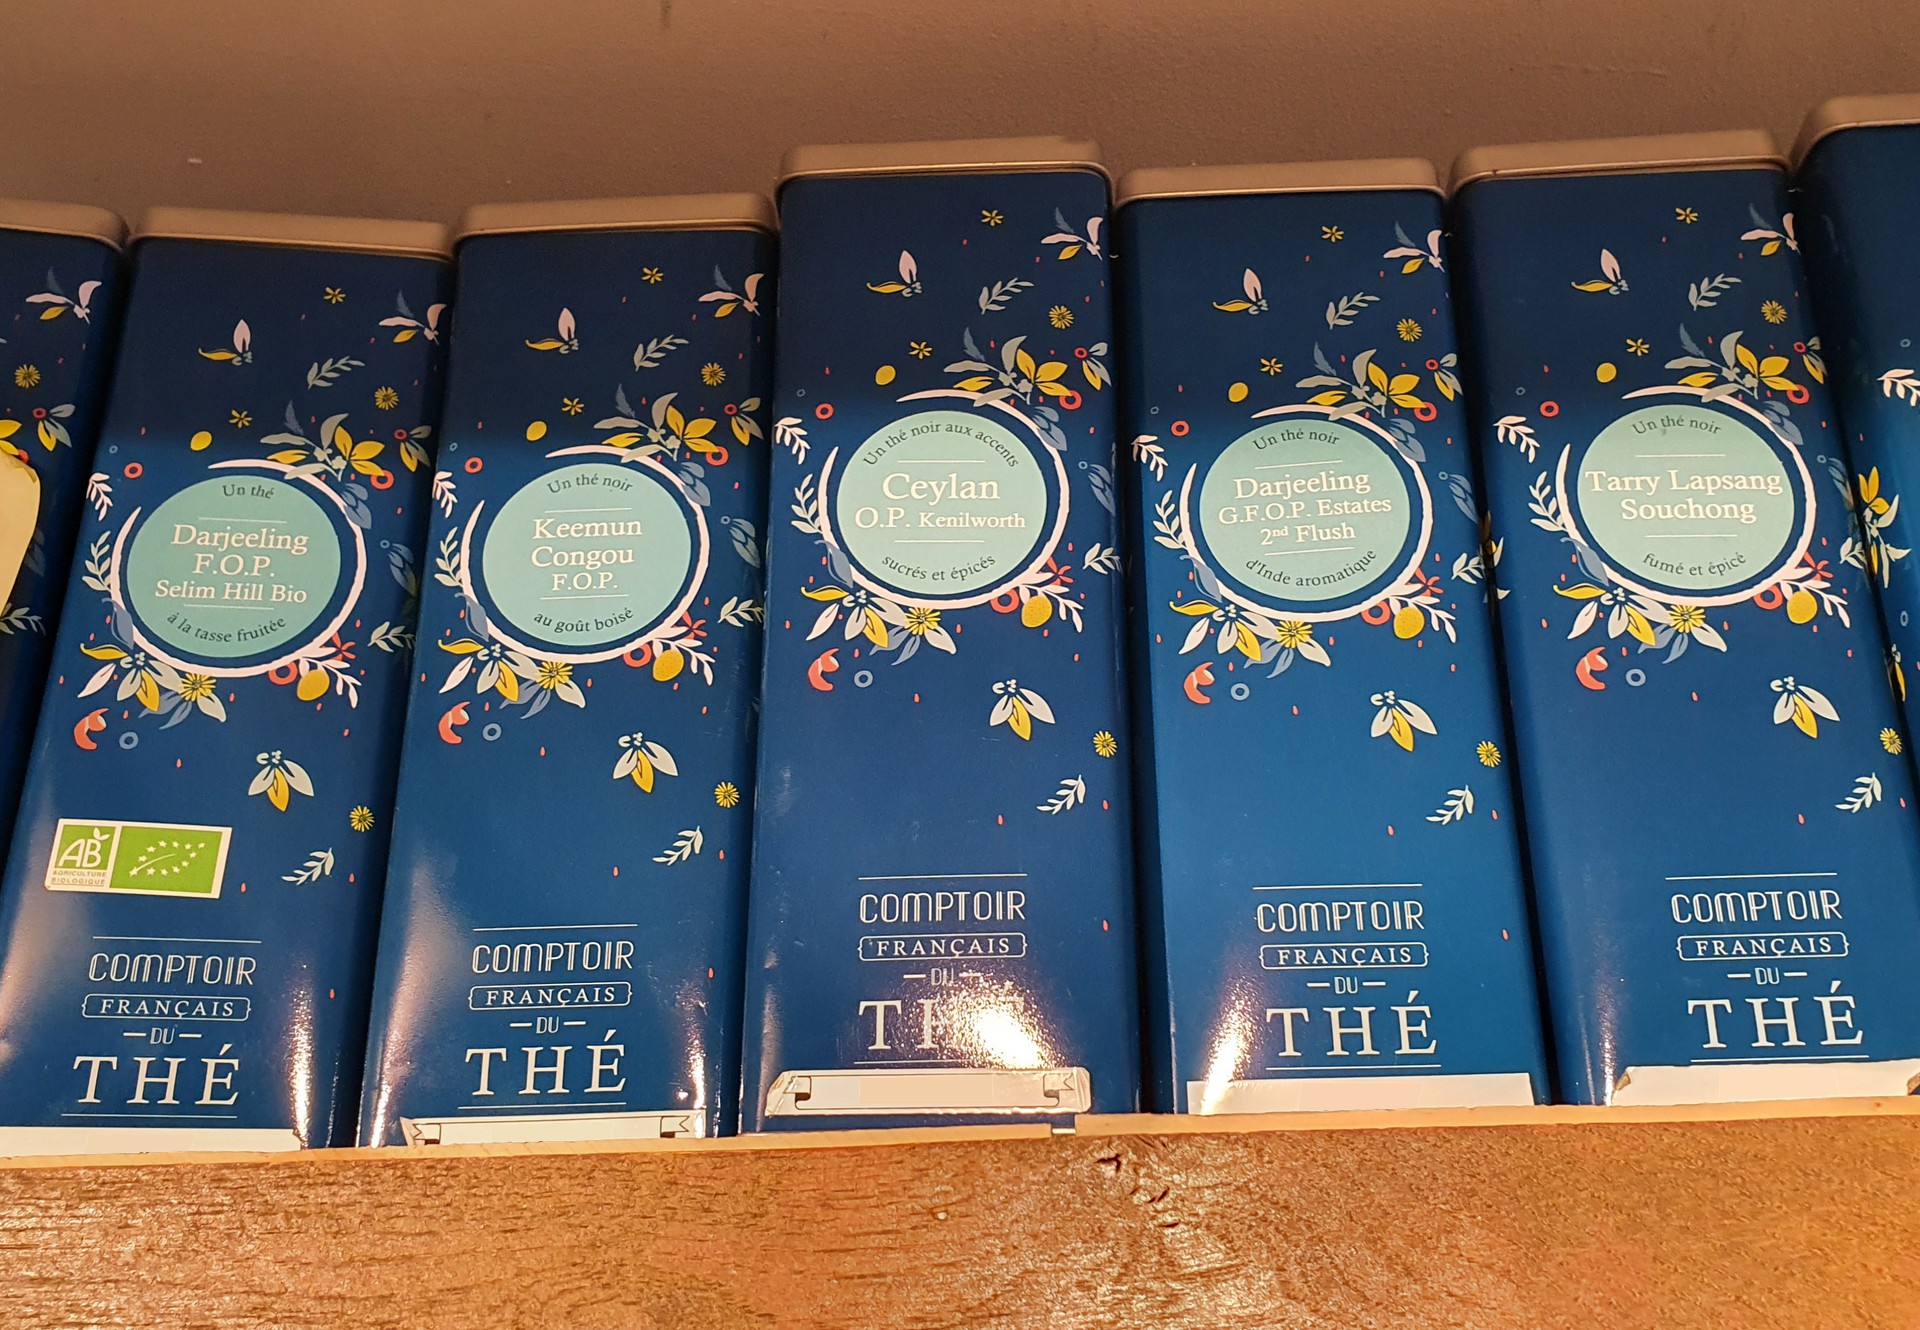 Un thé
Darjeeling
F.O.P.
Selim Hill Bio
à la tasse fruitée
AB
AGRICULTURE
BIOLOGIQUE
COMPTOIR
FRANÇAIS
DU
THÉ
Un thé noir
Keemun
Congou
F.O.P.
au goût boisé
COMPTOIR
FRANÇAIS
DU
THÉ
Un thé noir aux accents
Ceylan
O.P. Kenilworth
sucrés et épicés
COMPTOIR
FRANÇAIS
DU
THÉ
Un thé noir
Darjeeling
G.F.O.P. Estates
2nd Flush
d'Inde aromatique
COMPTOIR
FRANÇAIS
DU
THÉ
Un thé noir
Tarry Lapsang
Souchong
fumé et épicé
COMPTOIR
FRANÇAIS
DU
THÉ